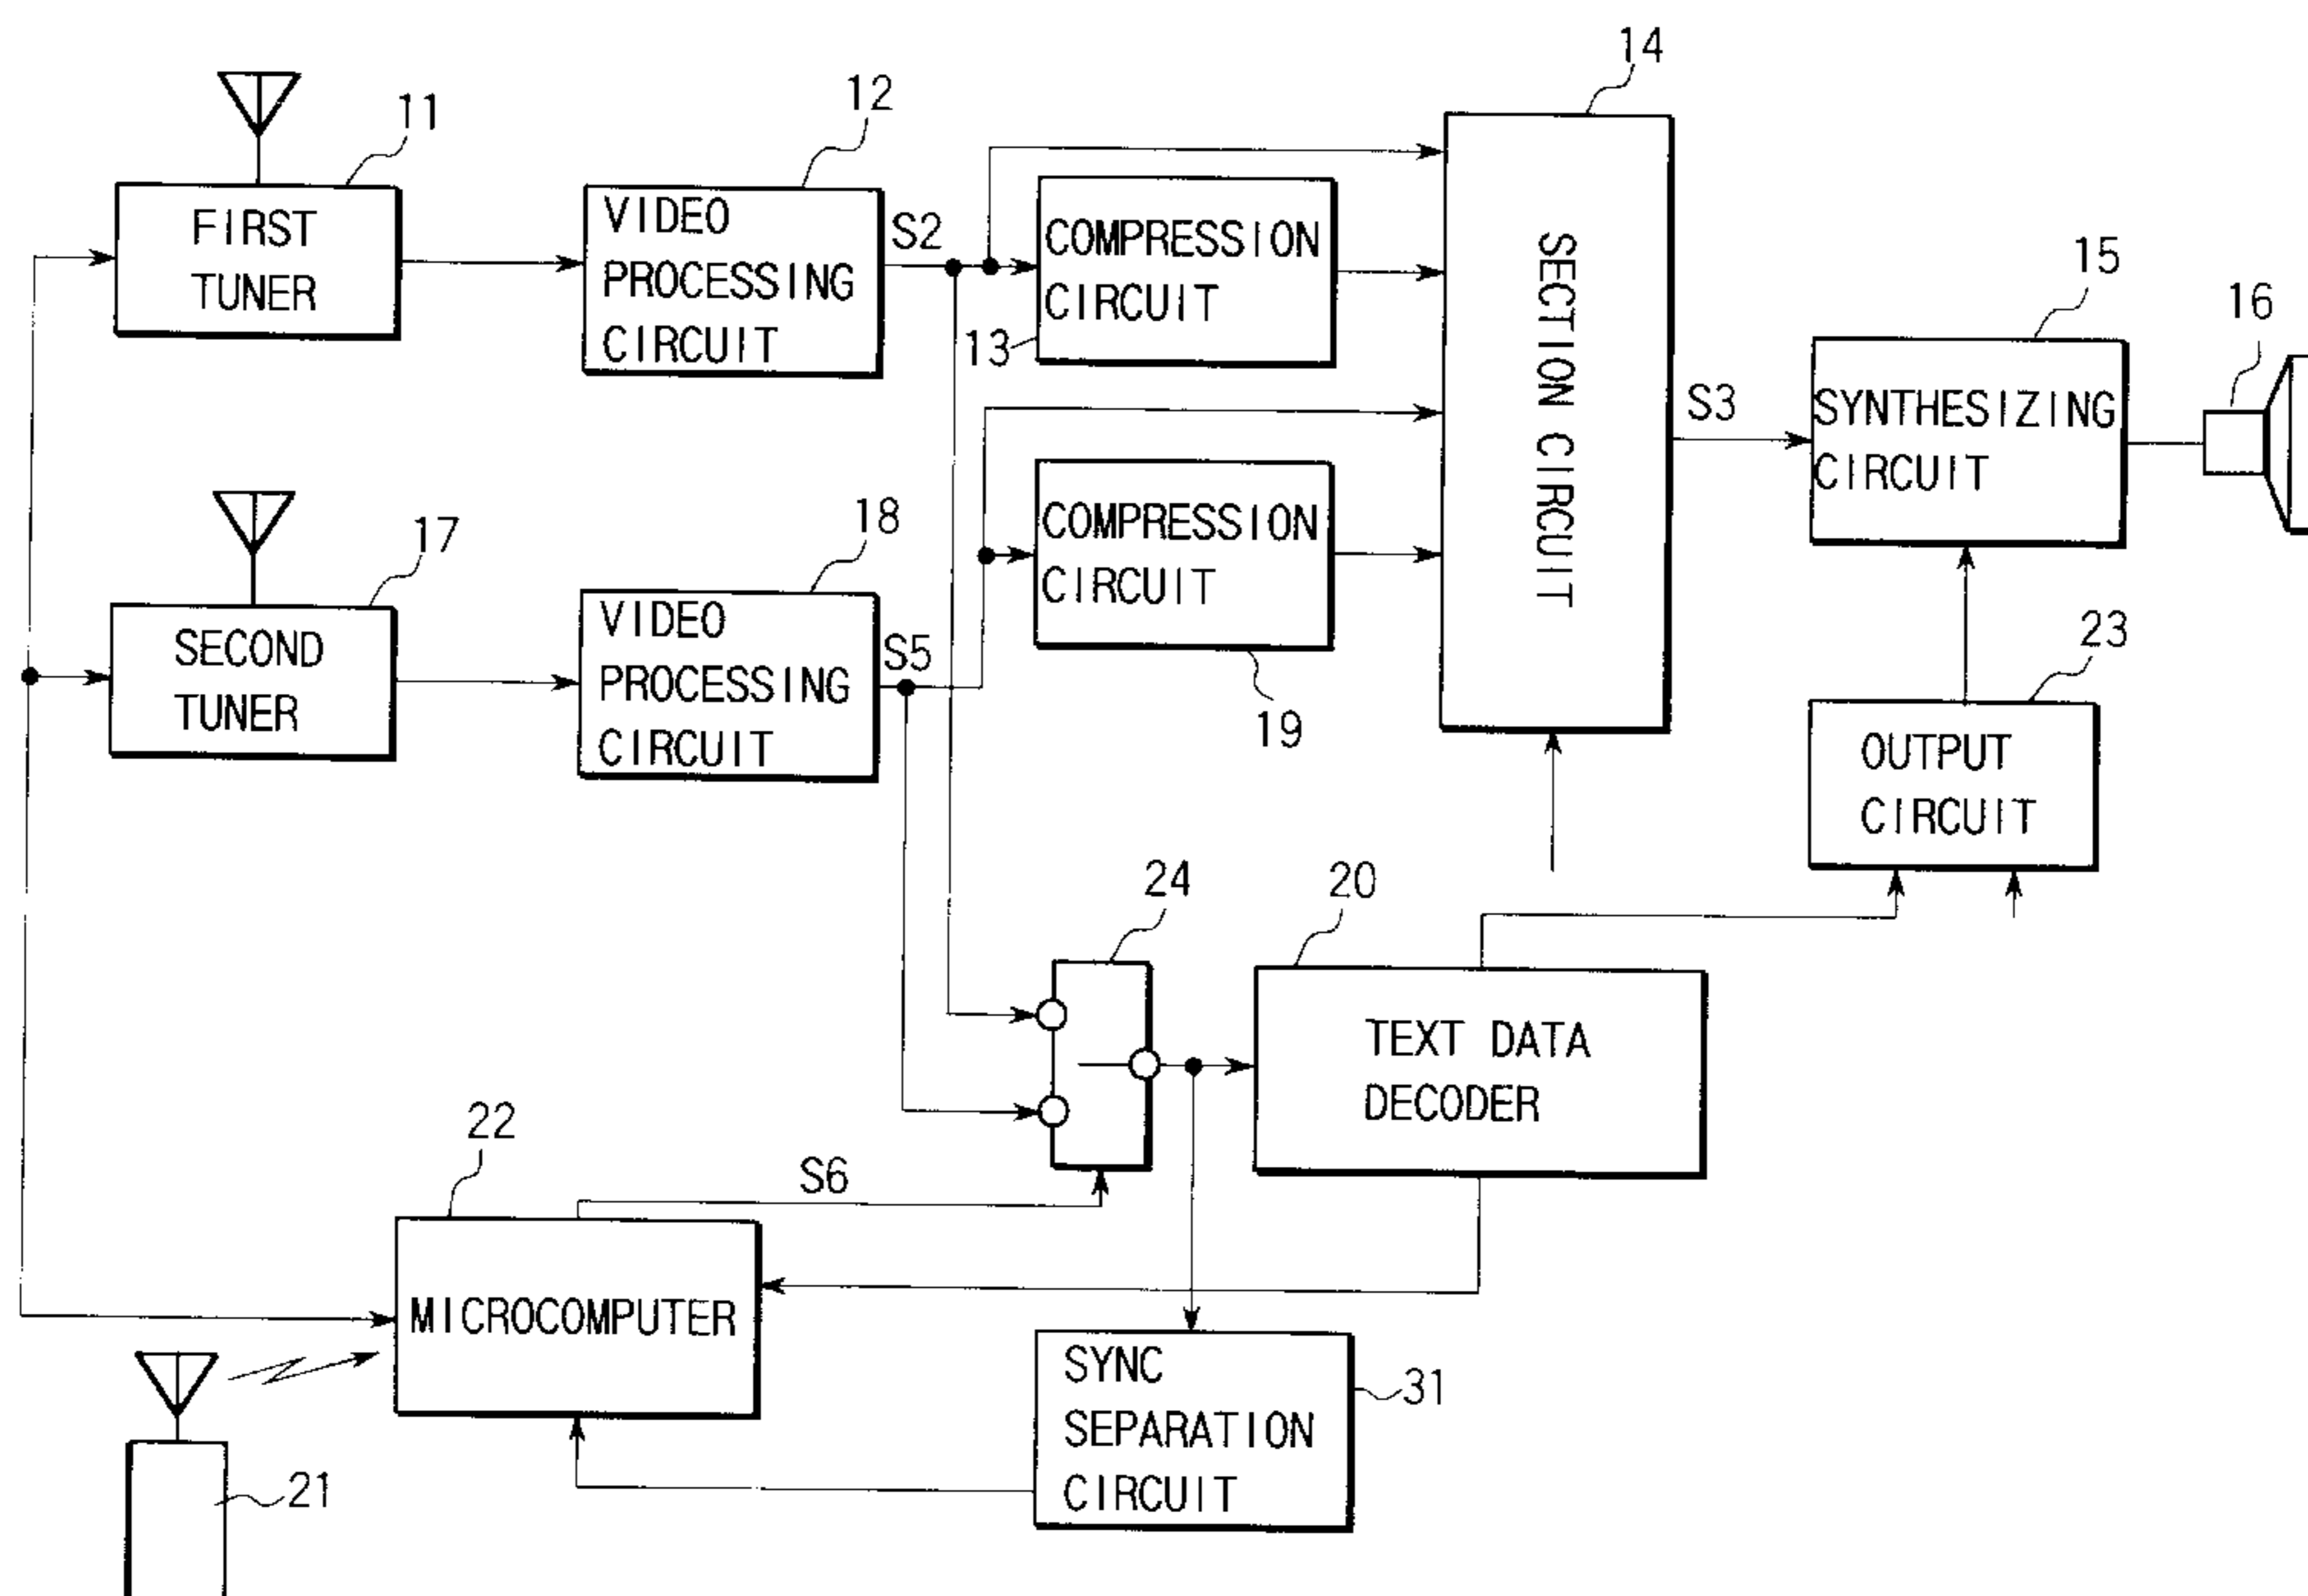 14
12
11
FIRST
TUNER
VIDEO
PROCESSING
CIRCUIT
S2
COMPRESSION
CIRCUIT
13
SECTION CIRCUIT
15
16
S3
SYNTHESIZING
CIRCUIT
17
SECOND
TUNER
18
VIDEO
PROCESSING
CIRCUIT
S5
COMPRESSION
CIRCUIT
19
23
OUTPUT
CIRCUIT
24
20
TEXT DATA
DECODER
22
S6
MICROCOMPUTER
SYNC
SEPARATION
CIRCUIT
31
21